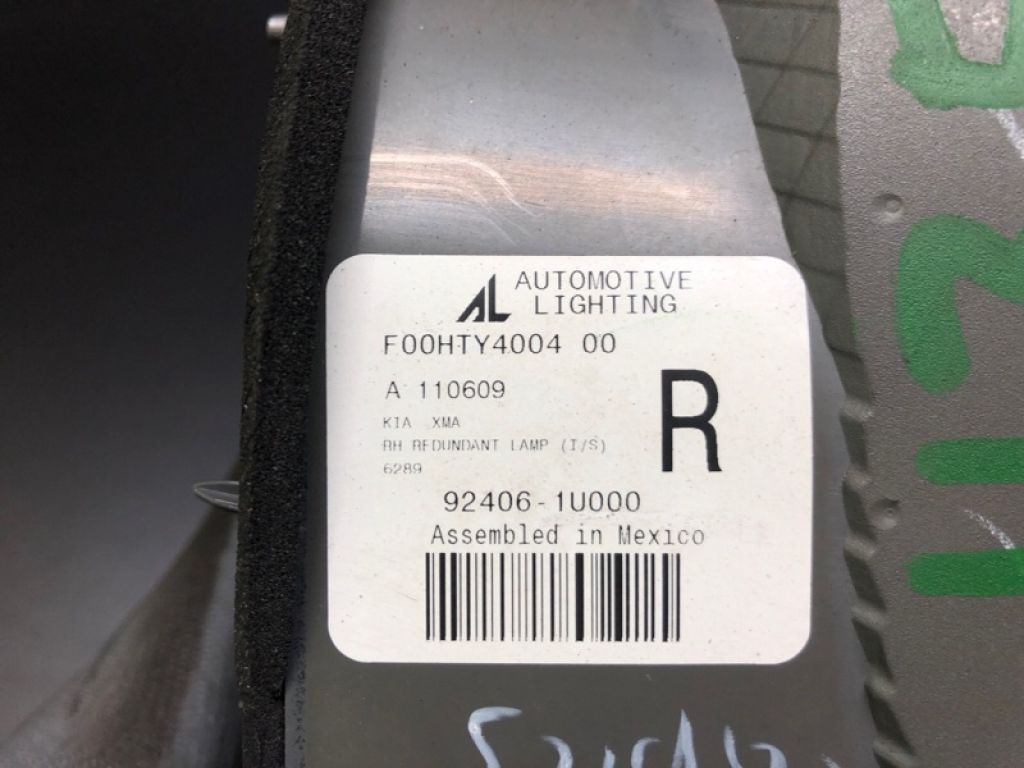 AL AUTOMOTIVE
LIGHTING
F00HTY4004 00
A 110609
R
KIA XMA
RH REDUNDANT LAMP (I/S)
6289
92406-1U000
Assembled in Mexico